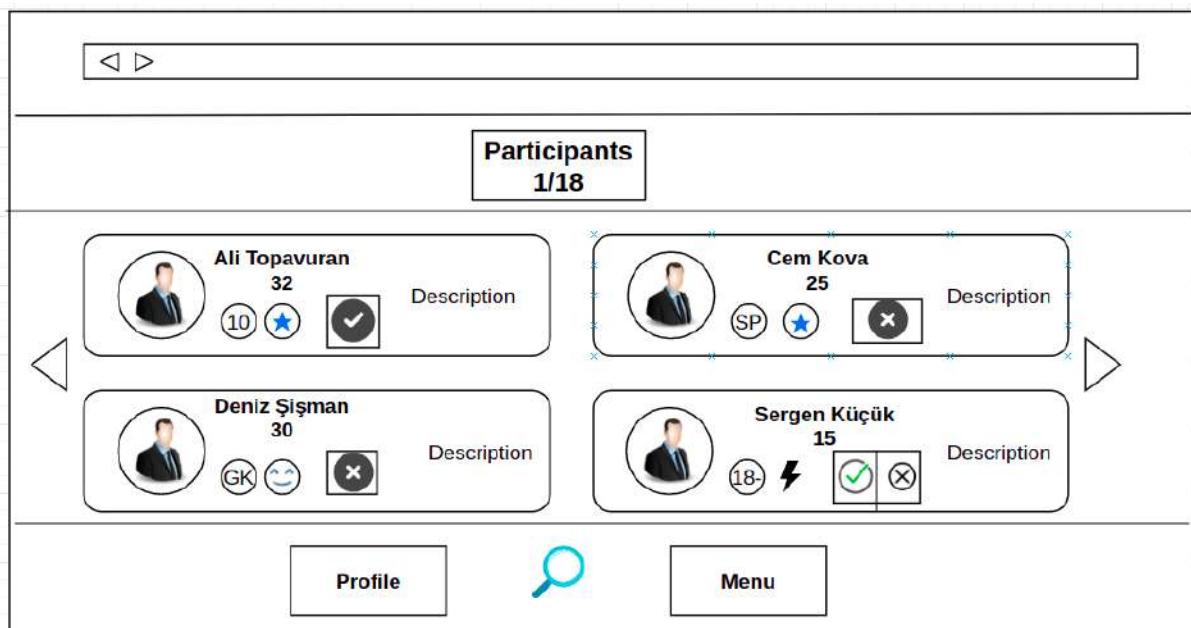 Participants
1/18
Ali Topavuran
32
10
Description
Cem Kova
25
SP
Description
Deniz Şişman
30
GK
Description
Sergen Küçük
15
18-
Description
Profile
Menu